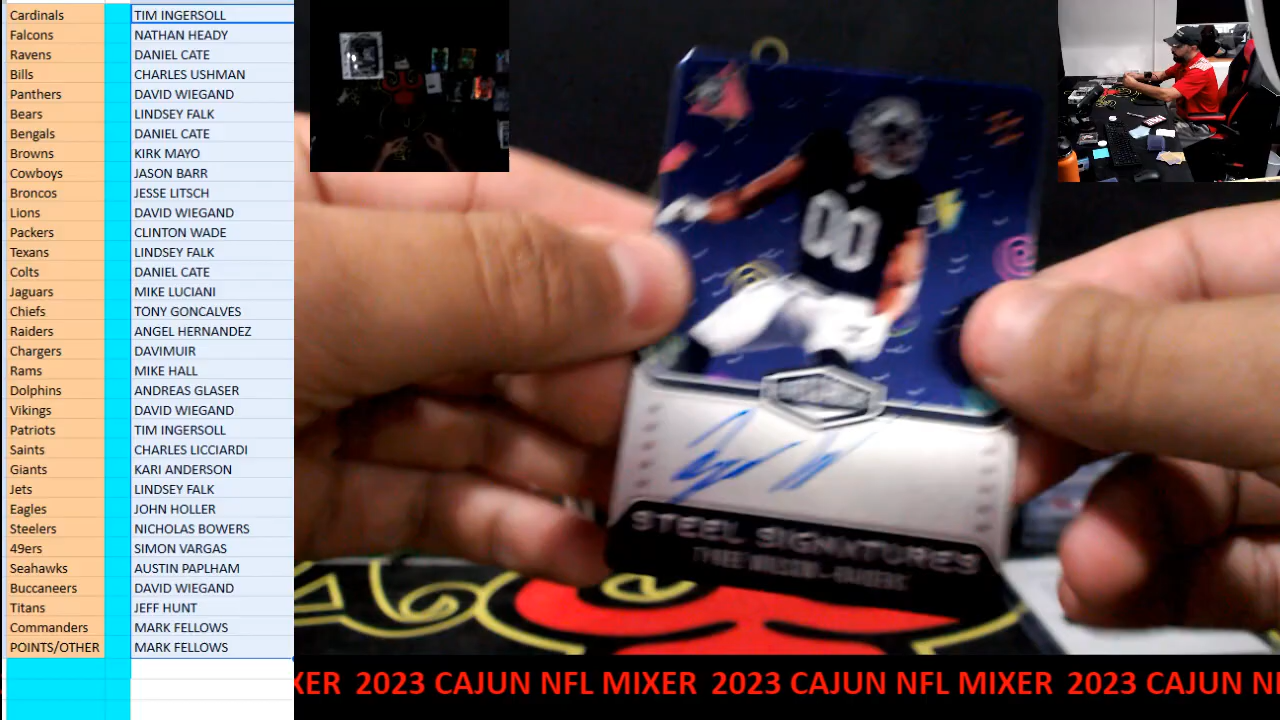 Cardinals TIM INGERSOLL
Falcons NATHAN HEADY
Ravens DANIEL CATE
Bills CHARLES USHMAN
Panthers DAVID WIEGAND
Bears LINDSEY FALK
Bengals DANIEL CATE
Browns KIRK MAYO
Cowboys JASON BARR
Broncos JESSE LITSCH
Lions DAVID WIEGAND
Packers CLINTON WADE
Texans LINDSEY FALK
Colts DANIEL CATE
Jaguars MIKE LUCIANI
Chiefs TONY GONCALVES
Raiders ANGEL HERNANDEZ
Chargers DAVIMUIR
Rams MIKE HALL
Dolphins ANDREAS GLASER
Vikings DAVID WIEGAND
Patriots TIM INGERSOLL
Saints CHARLES LICCIARDI
Giants KARI ANDERSON
Jets LINDSEY FALK
Eagles JOHN HOLLER
Steelers NICHOLAS BOWERS
49ers SIMON VARGAS
Seahawks AUSTIN PAPLHAM
Buccaneers DAVID WIEGAND
Titans JEFF HUNT
Commanders MARK FELLOWS
POINTS/OTHER MARK FELLOWS
00
STEEL SIGNATURES
TYREE WILSON - RAIDERS
XER 2023 CAJUN NFL MIXER 2023 CAJUN NFL MIXER 2023 CAJUN N